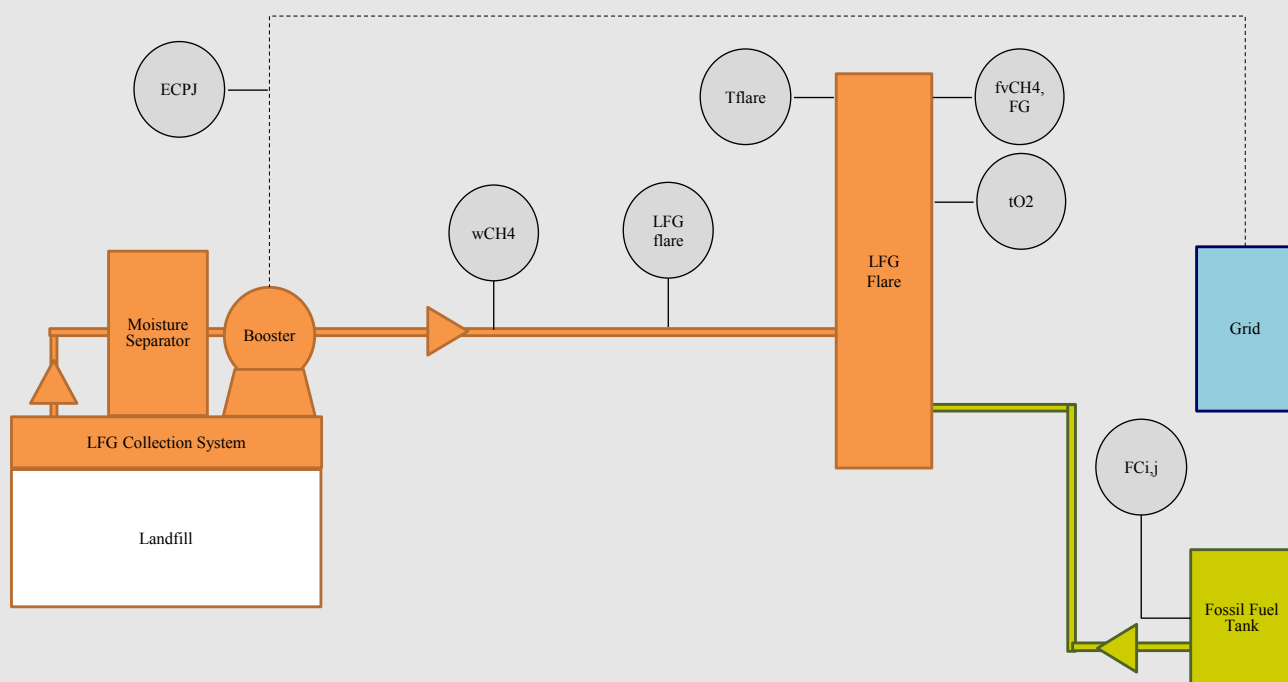 ECPJ
Tflare
fvCH4,
FG
wCH4
LFG
flare
tO2
LFG
Flare
Moisture
Separator
Booster
Grid
LFG Collection System
FCi,j
Landfill
Fossil Fuel
Tank